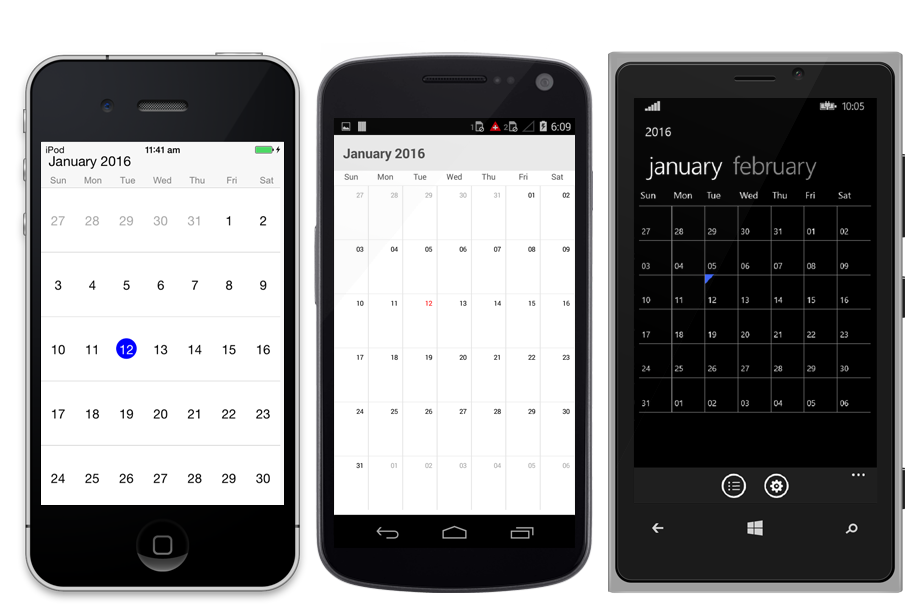 iPod 11:41 am
January 2016
Sun Mon Tue Wed Thu Fri Sat
27 28 29 30 31 1 2
3 4 5 6 7 8 9
10 11 12 13 14 15 16
17 18 19 20 21 22 23
24 25 26 27 28 29 30
1 2 6:09
January 2016
Sun Mon Tue Wed Thu Fri Sat
27 28 29 30 31 01 02
03 04 05 06 07 08 09
10 11 12 13 14 15 16
17 18 19 20 21 22 23
24 25 26 27 28 29 30
31 01 02 03 04 05 06
10:05
2016
january february
Sun Mon Tue Wed Thu Fri Sat
27 28 29 30 31 01 02
03 04 05 06 07 08 09
10 11 12 13 14 15 16
17 18 19 20 21 22 23
24 25 26 27 28 29 30
31 01 02 03 04 05 06